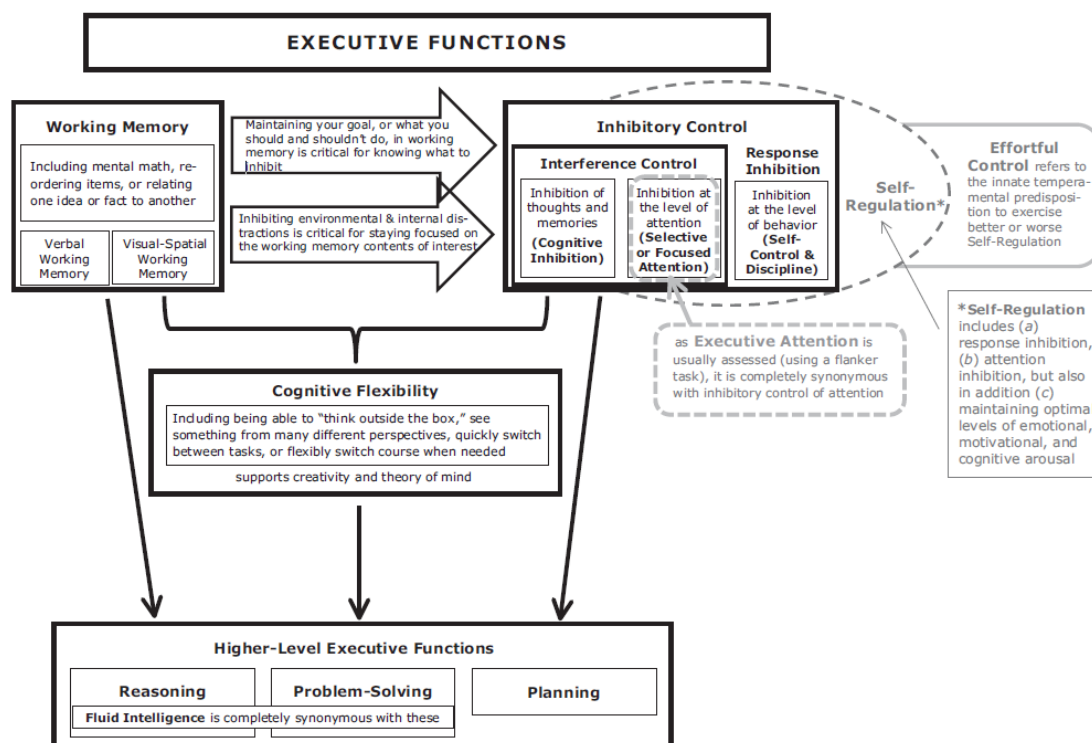 EXECUTIVE FUNCTIONS
Working Memory
Including mental math, re-
ordering items, or relating
one idea or fact to another
Verbal
Working
Memory
Visual-Spatial
Working
Memory
Maintaining your goal, or what you
should and shouldn't do, in working
memory is critical for knowing what to
inhibit
Inhibiting environmental & internal dis-
tractions is critical for staying focused
on the working memory contents of interest
Inhibitory Control
Interference Control
Inhibition of
thoughts and
memories
(Cognitive
Inhibition)
Inhibition at
the level of
attention
(Selective
or Focused
Attention)
Response
Inhibition
Inhibition
at the level
of behavior
(Self-
Control &
Discipline)
Self-
Regulation*
Effortful
Control refers to
the innate tempera-
mental predisposi-
tion to exercise
better or worse
Self-Regulation
*Self-Regulation
includes (a)
response inhibition,
(b) attention
inhibition, but also
in addition (c)
maintaining optima
levels of emotional,
motivational, and
cognitive arousal
as Executive Attention is
usually assessed (using a flanker
task), it is completely synonymous
with inhibitory control of attention
Cognitive Flexibility
Including being able to "think outside the box," see
something from many different perspectives, quickly switch
between tasks, or flexibly switch course when needed
supports creativity and theory of mind
Higher-Level Executive Functions
Reasoning
Problem-Solving
Planning
Fluid Intelligence is completely synonymous with these